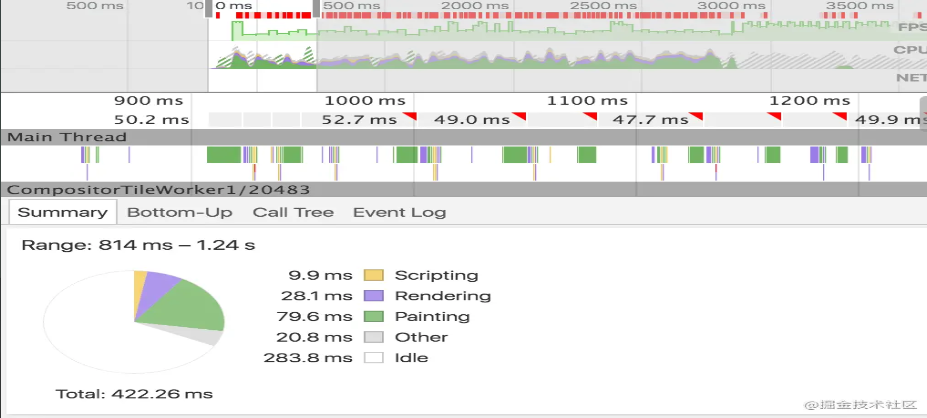 500 ms 10 0 ms 500 ms 2000 ms 2500 ms 3000 ms 3500 ms
FPS
CPU
NET
900 ms 1000 ms 1100 ms 1200 ms
50.2 ms 52.7 ms 49.0 ms 47.7 ms 49.9 ms
Main Thread
CompositorTileWorker1/20483
Summary Bottom-Up Call Tree Event Log
Range: 814 ms – 1.24 s
9.9 ms Scripting
28.1 ms Rendering
79.6 ms Painting
20.8 ms Other
283.8 ms Idle
Total: 422.26 ms
@掘金技术社区